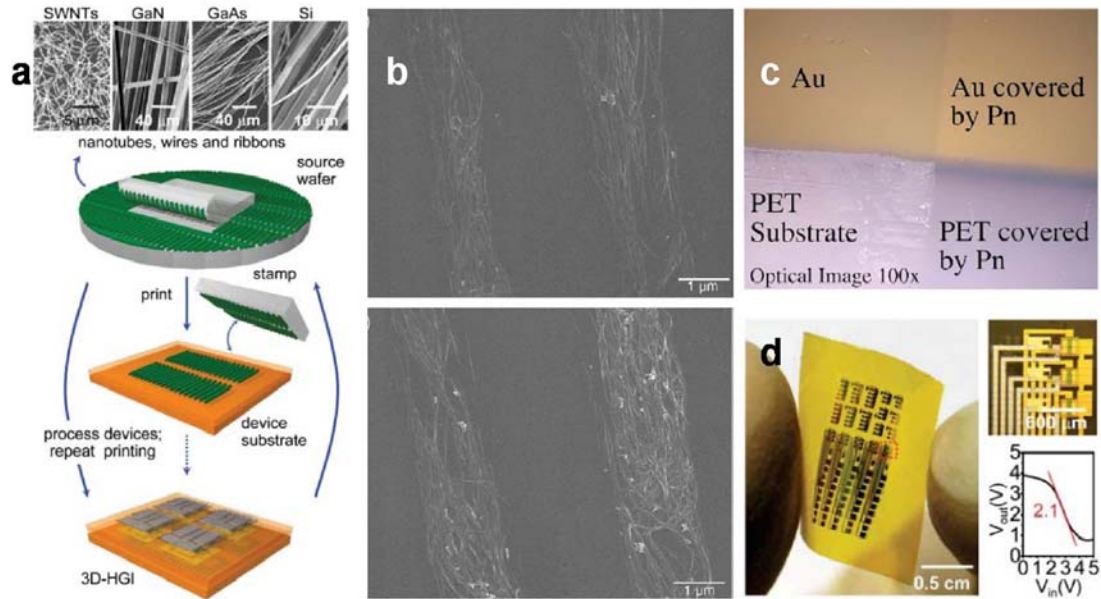 a
SWNTs GaN GaAs Si
5 μm 40 μm 40 μm 10 μm
nanotubes, wires and ribbons
source
wafer
print
stamp
device
substrate
process devices;
repeat printing
3D-HGI
b
1 μm
1 μm
c
Au
Au covered
by Pn
PET
Substrate
PET covered
by Pn
Optical Image 100x
d
0.5 cm
600 μm
5
4
3
2
1
0
Vout(V)
2.1
0 1 2 3 4 5
Vin(V)